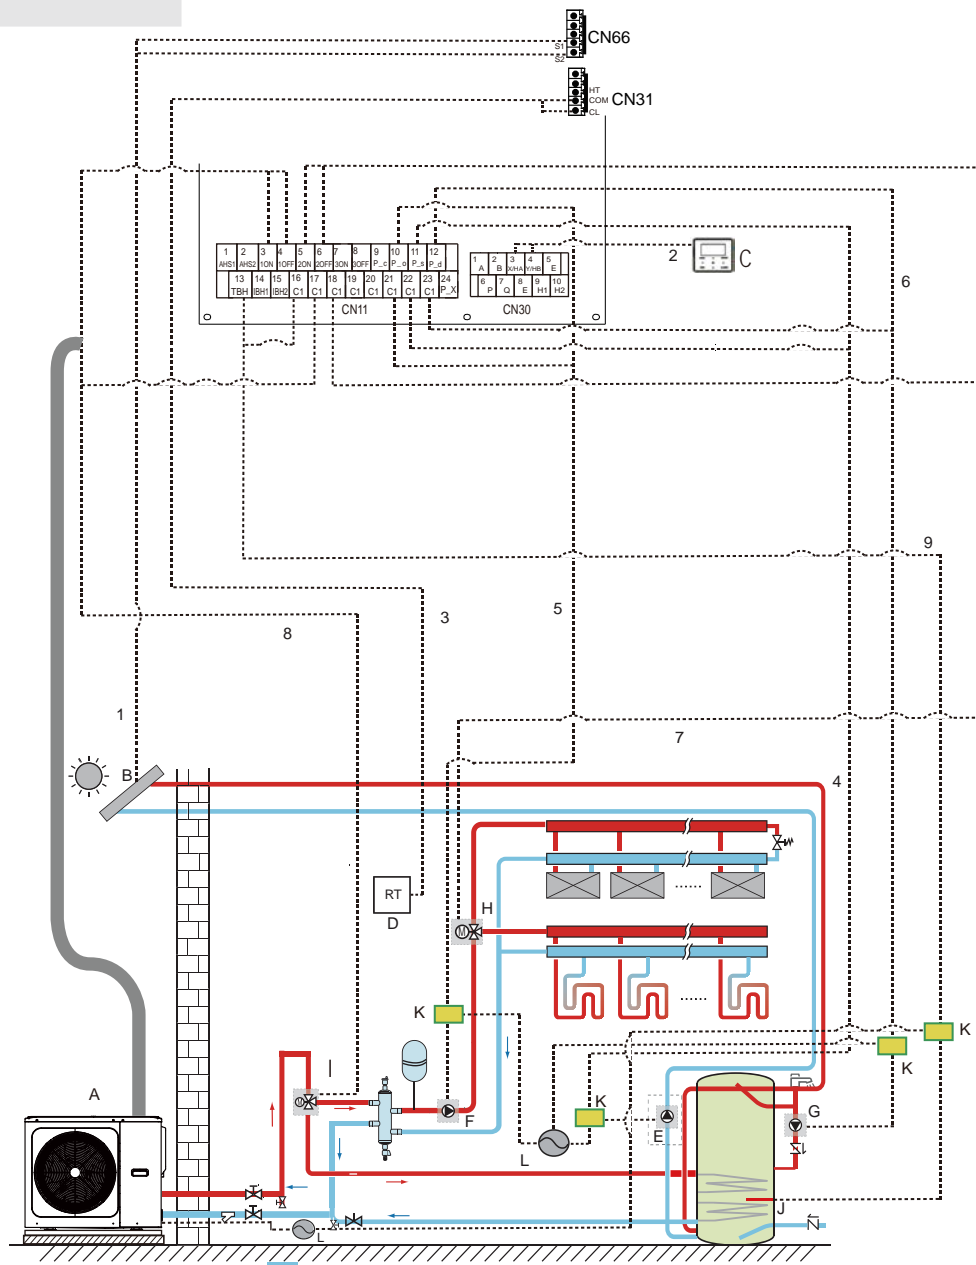 CN66
S1
S2
HT
COM CN31
CL
1 2 3 4 5 6 7 8 9 10 11 12
AHS1 AHS2 1ON 1OFF 2ON 2OFF 3ON 3OFF P_c P_o P_s P_d
13 14 15 16 17 18 19 20 21 22 23 24
TBH IBH1 IBH2 C1 C1 C1 C1 C1 C1 C1 C1 P_X
CN11
1 2 3 4 5
A B X/HA Y/HB E
6 7 8 9 10
P Q E H1 H2
CN30
2 C
6
9
3
5
8
1
7
B
4
RT
D
H
M
K
K
K
I
A
M
K
F
G
E
L
J
L